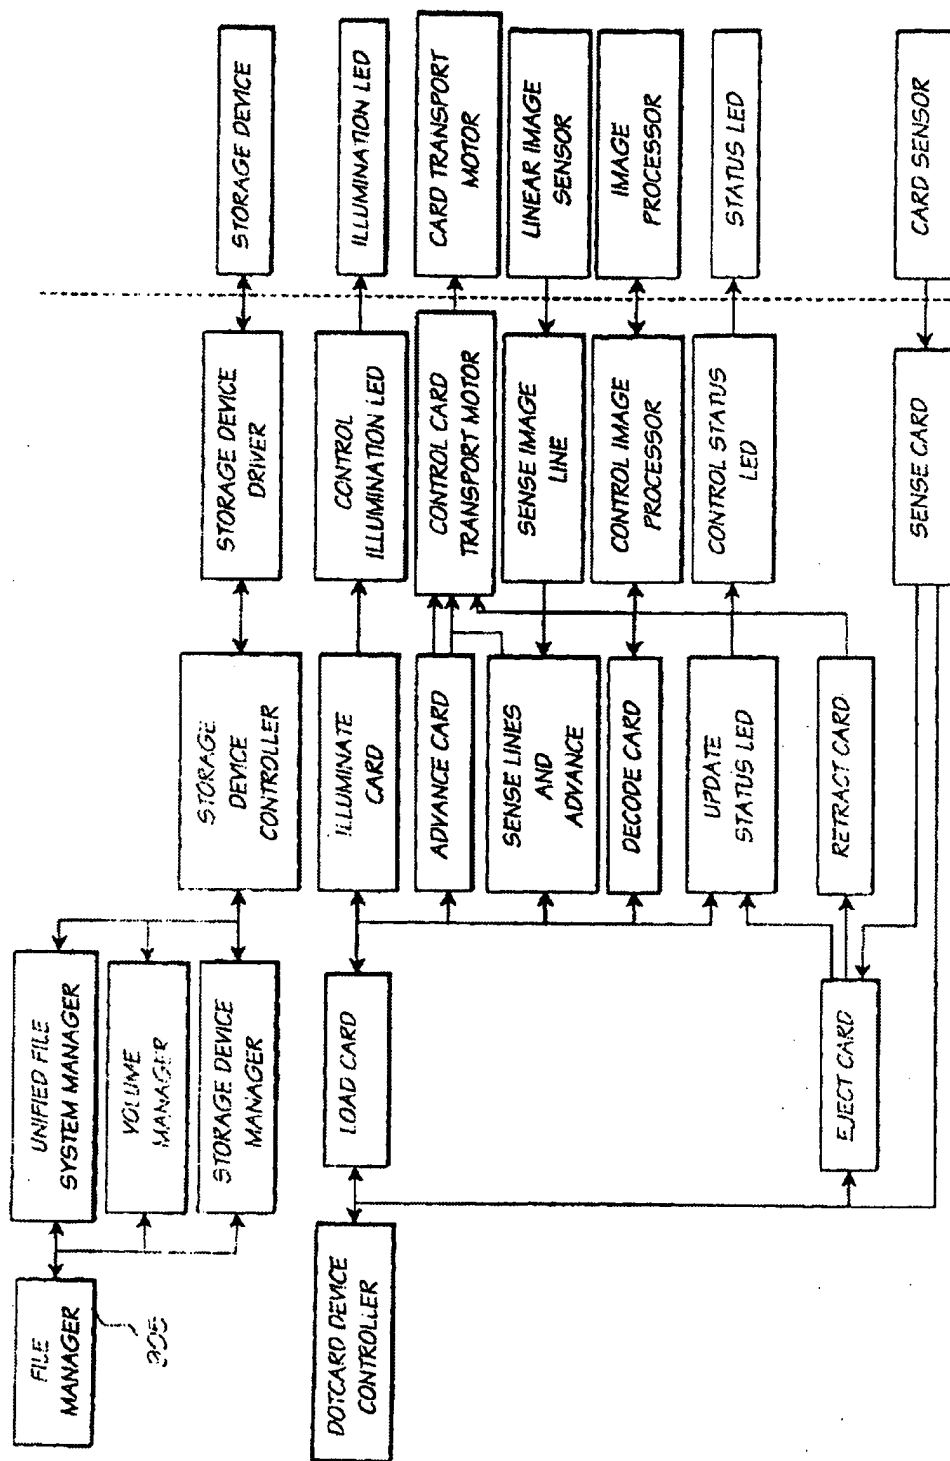 FILE
MANAGER
UNIFIED FILE
SYSTEM MANAGER
VOLUME
MANAGER
STORAGE DEVICE
MANAGER
STORAGE
DEVICE
CONTROLLER
STORAGE DEVICE
DRIVER
STORAGE DEVICE
DOTCARD DEVICE
CONTROLLER
LOAD CARD
ILLUMINATE
CARD
CONTROL
ILLUMINATION LED
ILLUMINATION LED
ADVANCE CARD
CONTROL CARD
TRANSPORT MOTOR
CARD TRANSPORT
MOTOR
SENSE LINES
AND
ADVANCE
SENSE IMAGE
LINE
LINEAR IMAGE
SENSOR
DECODE CARD
CONTROL IMAGE
PROCESSOR
IMAGE
PROCESSOR
UPDATE
STATUS LED
CONTROL STATUS
LED
STATUS LED
EJECT CARD
RETRACT CARD
SENSE CARD
CARD SENSOR